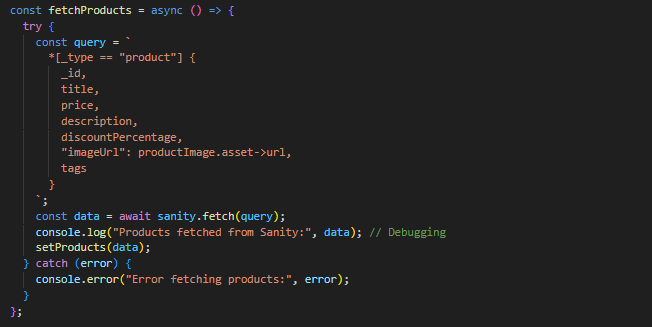 const fetchProducts = async () => {
  try {
    const query = `
      *[_type == "product"] {
        _id,
        title,
        price,
        description,
        discountPercentage,
        "imageUrl": productImage.asset->url,
        tags
      }
    `;
    const data = await sanity.fetch(query);
    console.log("Products fetched from Sanity:", data); // Debugging
    setProducts(data);
  } catch (error) {
    console.error("Error fetching products:", error);
  }
};